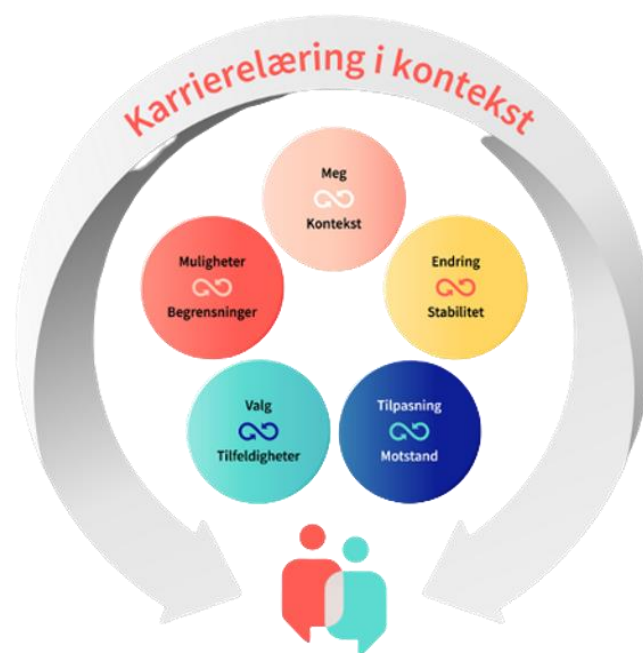 Karrierelæring i kontekst
Meg
Kontekst
Muligheter
Begrensninger
Endring
Stabilitet
Valg
Tilfeldigheter
Tilpasning
Motstand